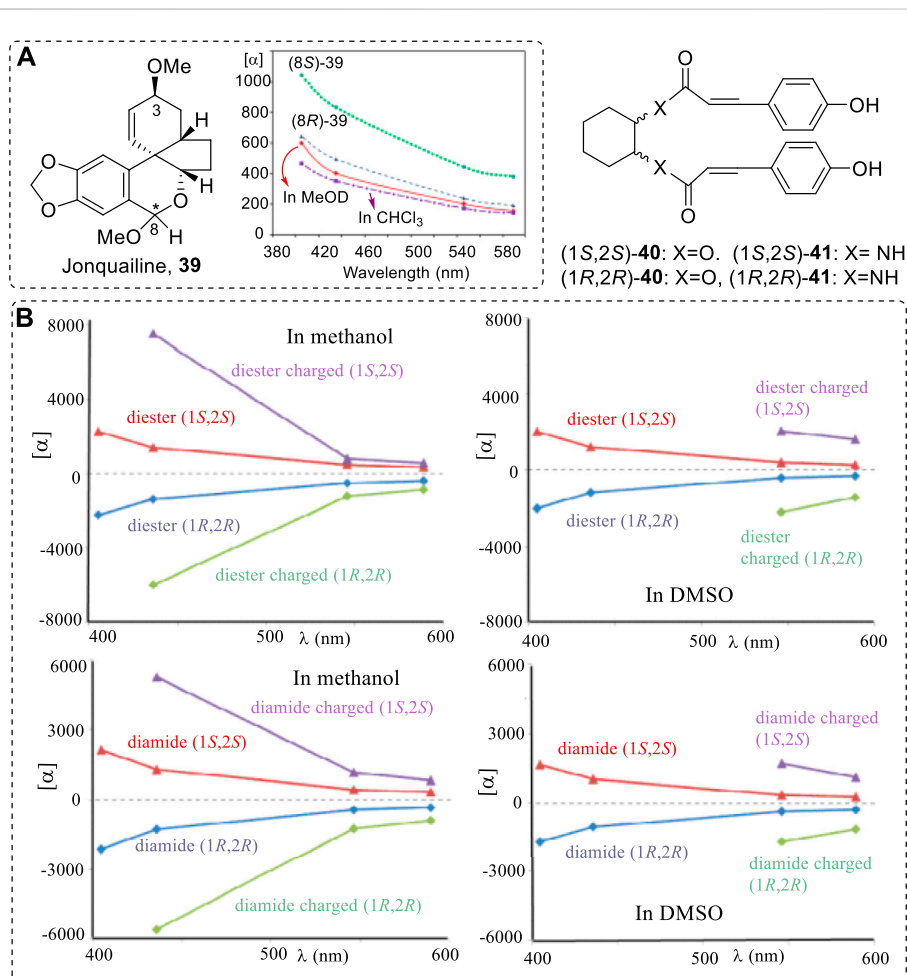 A
OMe
3
H
O
O
H
O
*
MeO
8
H
Jonquailine, 39
[α]
1000
800
600
400
200
0
380
420
460
500
540
580
Wavelength (nm)
(8S)-39
(8R)-39
In MeOD
In CHCl3
O
X
OH
X
OH
O
(1S,2S)-40: X=O. (1S,2S)-41: X= NH
(1R,2R)-40: X=O, (1R,2R)-41: X=NH
B
8000
4000
0
-4000
-8000
[α]
In methanol
diester charged (1S,2S)
diester (1S,2S)
diester (1R,2R)
diester charged (1R,2R)
400
500
λ (nm)
600
8000
4000
0
-4000
-8000
[α]
diester charged
(1S,2S)
diester (1S,2S)
diester (1R,2R)
diester
charged (1R,2R)
In DMSO
400
500
λ (nm)
600
6000
3000
0
-3000
-6000
[α]
In methanol
diamide charged (1S,2S)
diamide (1S,2S)
diamide (1R,2R)
diamide charged (1R,2R)
400
500
λ (nm)
600
6000
3000
0
-3000
-6000
[α]
diamide charged
(1S,2S)
diamide (1S,2S)
diamide (1R,2R)
diamide charged
(1R,2R)
In DMSO
400
500
λ (nm)
600